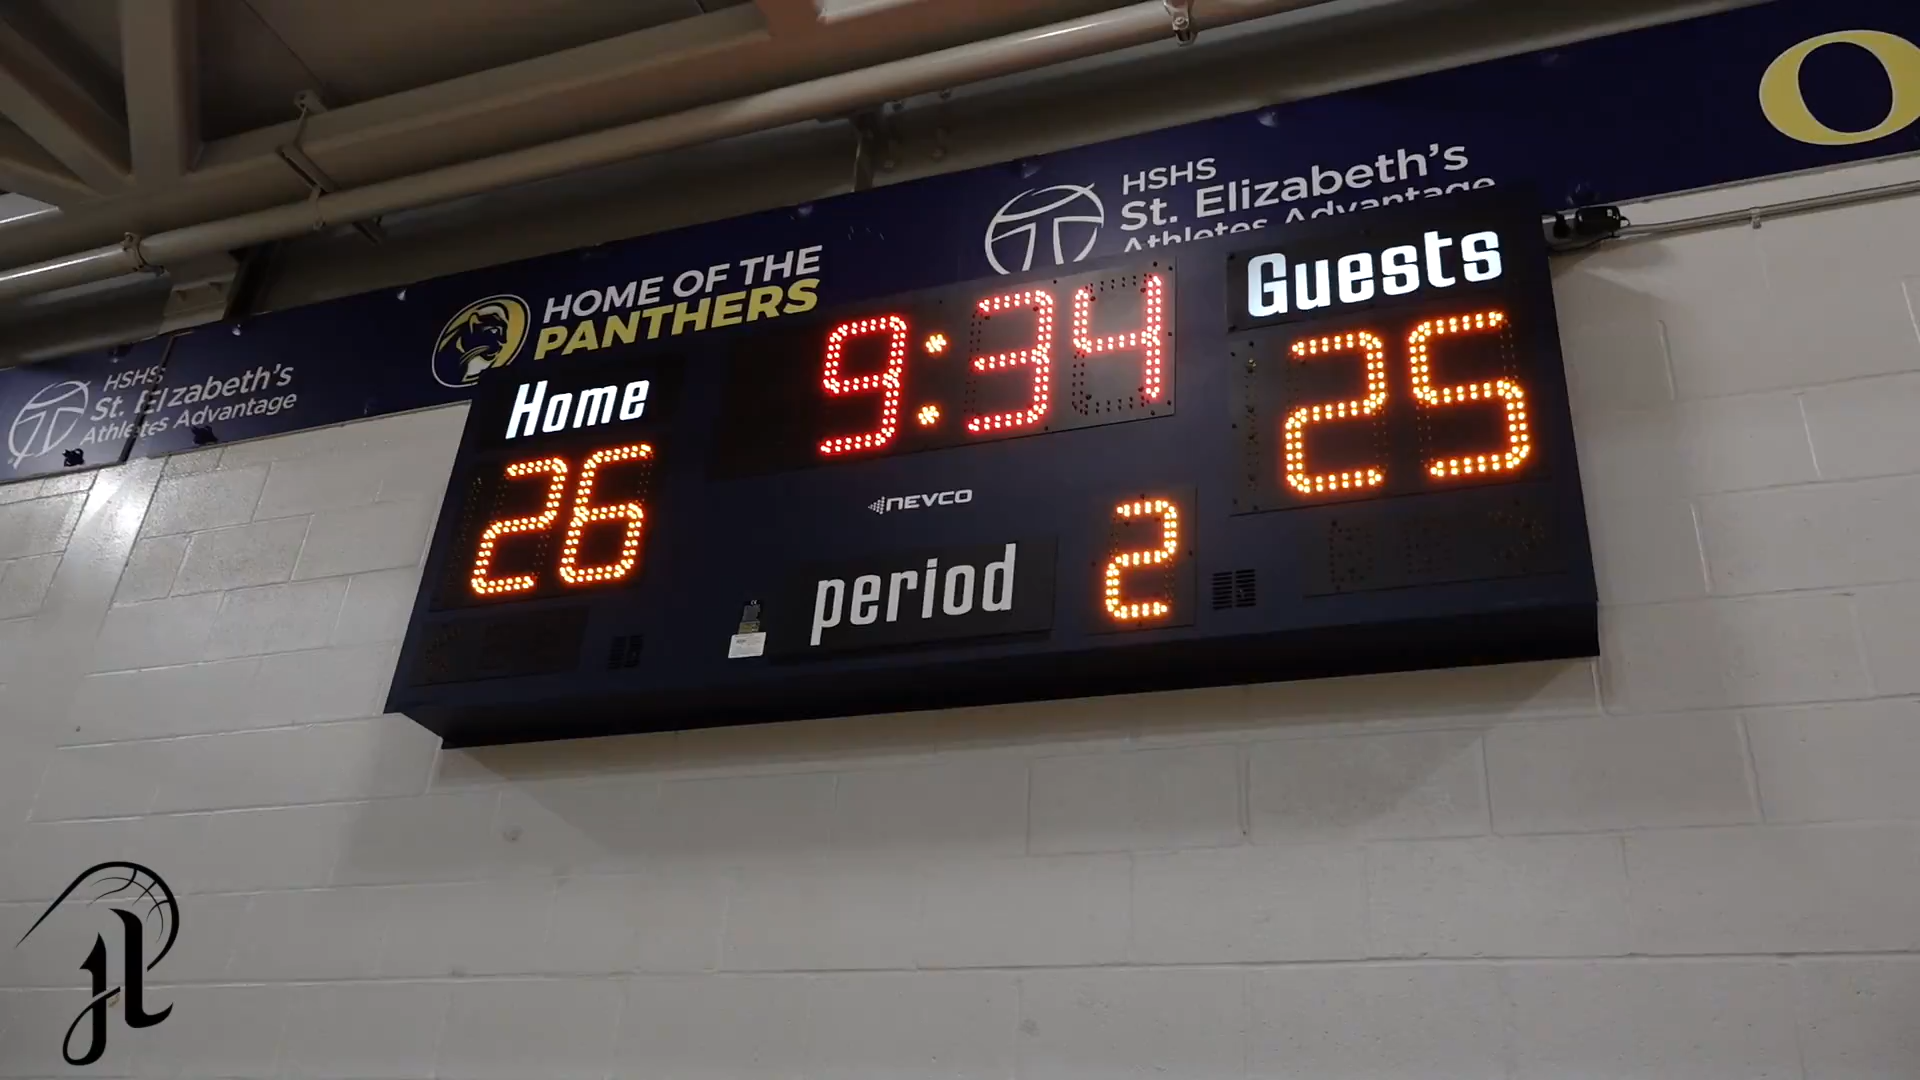 HSHS
St. Elizabeth's
Athletes Advantage
HOME OF THE
PANTHERS
HSHS
St. Elizabeth's
Athletes Advantage
O
Home
26
9:34
Guests
25
NEVCO
period
2